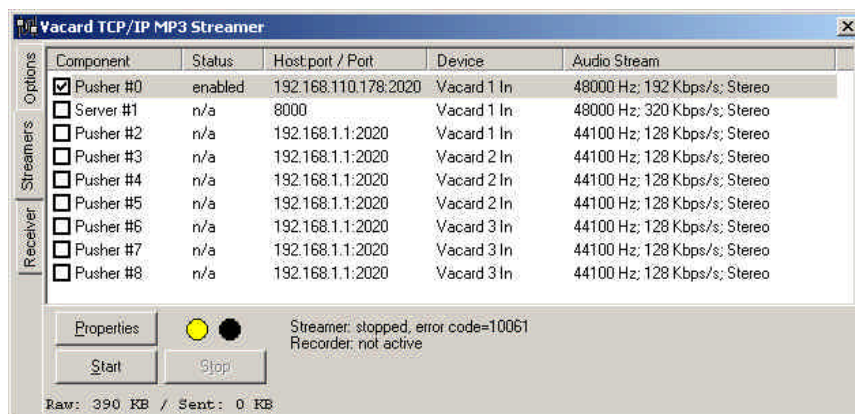 Vacard TCP/IP MP3 Streamer
Options
Streamers
Receiver
Component Status Host:port / Port Device Audio Stream
Pusher #0 enabled 192.168.110.178:2020 Vacard 1 In 48000 Hz; 192 Kbps/s; Stereo
Server #1 n/a 8000 Vacard 1 In 48000 Hz; 320 Kbps/s; Stereo
Pusher #2 n/a 192.168.1.1:2020 Vacard 1 In 44100 Hz; 128 Kbps/s; Stereo
Pusher #3 n/a 192.168.1.1:2020 Vacard 2 In 44100 Hz; 128 Kbps/s; Stereo
Pusher #4 n/a 192.168.1.1:2020 Vacard 2 In 44100 Hz; 128 Kbps/s; Stereo
Pusher #5 n/a 192.168.1.1:2020 Vacard 2 In 44100 Hz; 128 Kbps/s; Stereo
Pusher #6 n/a 192.168.1.1:2020 Vacard 3 In 44100 Hz; 128 Kbps/s; Stereo
Pusher #7 n/a 192.168.1.1:2020 Vacard 3 In 44100 Hz; 128 Kbps/s; Stereo
Pusher #8 n/a 192.168.1.1:2020 Vacard 3 In 44100 Hz; 128 Kbps/s; Stereo
Properties
Streamer: stopped, error code=10061
Recorder: not active
Start Stop
Raw: 390 KB / Sent: 0 KB